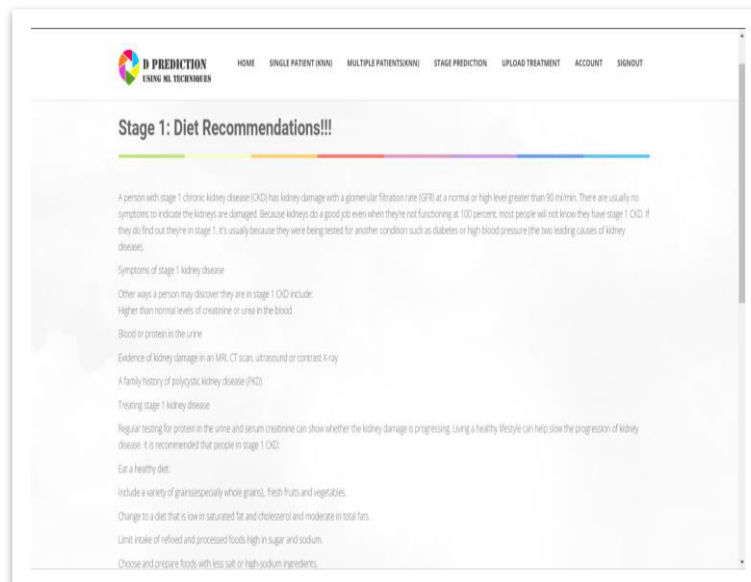 D PREDICTION
USING ML TECHNIQUES
HOME SINGLE PATIENT (KNN) MULTIPLE PATIENTS(KNN) STAGE PREDICTION UPLOAD TREATMENT ACCOUNT SIGNOUT
Stage 1: Diet Recommendations!!!
A person with stage 1 chronic kidney disease (CKD) has kidney damage with a glomerular filtration rate (GFR) at a normal or high level greater than 90 ml/min. There are usually no
symptoms to indicate the kidneys are damaged. Because kidneys do a good job even when they're not functioning at 100 percent, most people will not know they have stage 1 CKD. If
they do find out they're in stage 1, it's usually because they were being tested for another condition such as diabetes or high blood pressure (the two leading causes of kidney
disease).
Symptoms of stage 1 kidney disease
Other ways a person may discover they are in stage 1 CKD include:
Higher than normal levels of creatinine or urea in the blood
Blood or protein in the urine
Evidence of kidney damage in an MRI, CT scan, ultrasound or contrast X-ray
A family history of polycystic kidney disease (PKD)
Treating stage 1 kidney disease
Regular testing for protein in the urine and serum creatinine can show whether the kidney damage is progressing. Living a healthy lifestyle can help slow the progression of kidney
disease. It is recommended that people in stage 1 CKD:
Eat a healthy diet:
Include a variety of grains(especially whole grains), fresh fruits and vegetables.
Change to a diet that is low in saturated fat and cholesterol and moderate in total fats.
Limit intake of refined and processed foods high in sugar and sodium.
Choose and prepare foods with less salt or high-sodium ingredients.